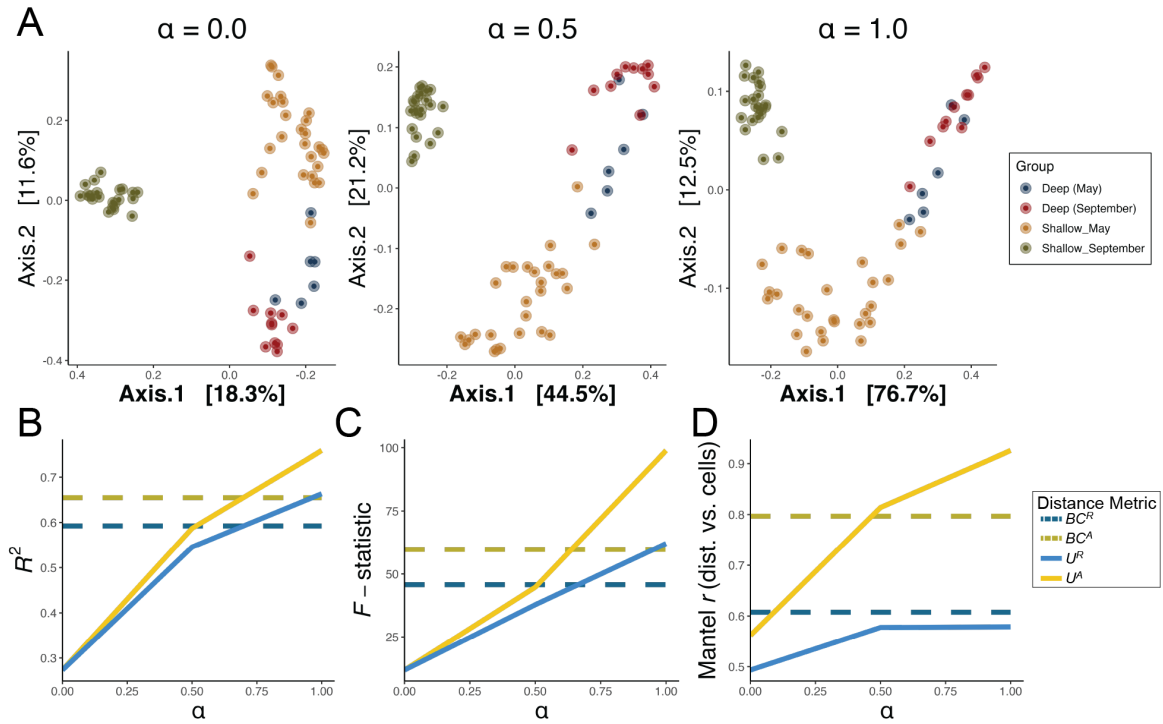 A
α = 0.0
α = 0.5
α = 1.0
Axis.2 [11.6%]
0.2
0.0
-0.2
-0.4
0.4
0.2
0.0
-0.2
Axis.1 [18.3%]
Axis.2 [21.2%]
0.2
0.1
0.0
-0.1
-0.2
-0.2
0.0
0.2
0.4
Axis.1 [44.5%]
Axis.2 [12.5%]
0.1
0.0
-0.1
-0.2
0.0
0.2
0.4
Axis.1 [76.7%]
Group
Deep (May)
Deep (September)
Shallow_May
Shallow_September
B
R²
0.7
0.6
0.5
0.4
0.3
0.00
0.25
0.50
0.75
1.00
α
C
F – statistic
100
75
50
25
0.00
0.25
0.50
0.75
1.00
α
D
Mantel r (dist. vs. cells)
0.9
0.8
0.7
0.6
0.5
0.00
0.25
0.50
0.75
1.00
α
Distance Metric
BCᴿ
BCᴬ
Uᴿ
Uᴬ